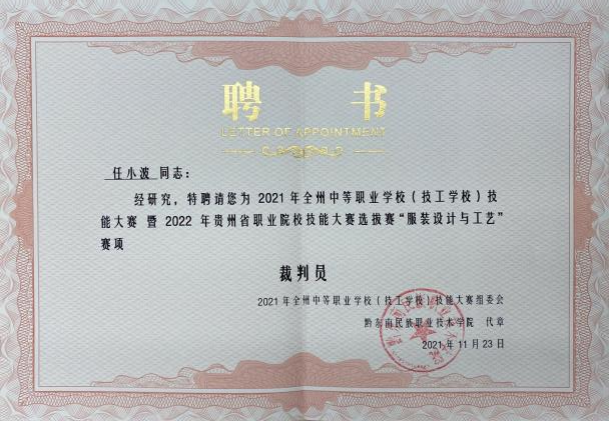 聘 书
LETTER OF APPOINTMENT
任小波 同志：
经研究，特聘请您为 2021 年全州中等职业学校（技工学校）技
能大赛 暨 2022 年贵州省职业院校技能大赛选拔赛“服装设计与工艺”
赛项
裁判员
2021 年全州中等职业学校（技工学校）技能大赛组委会
黔东南民族职业技术学院 代章
2021 年 11 月 23 日